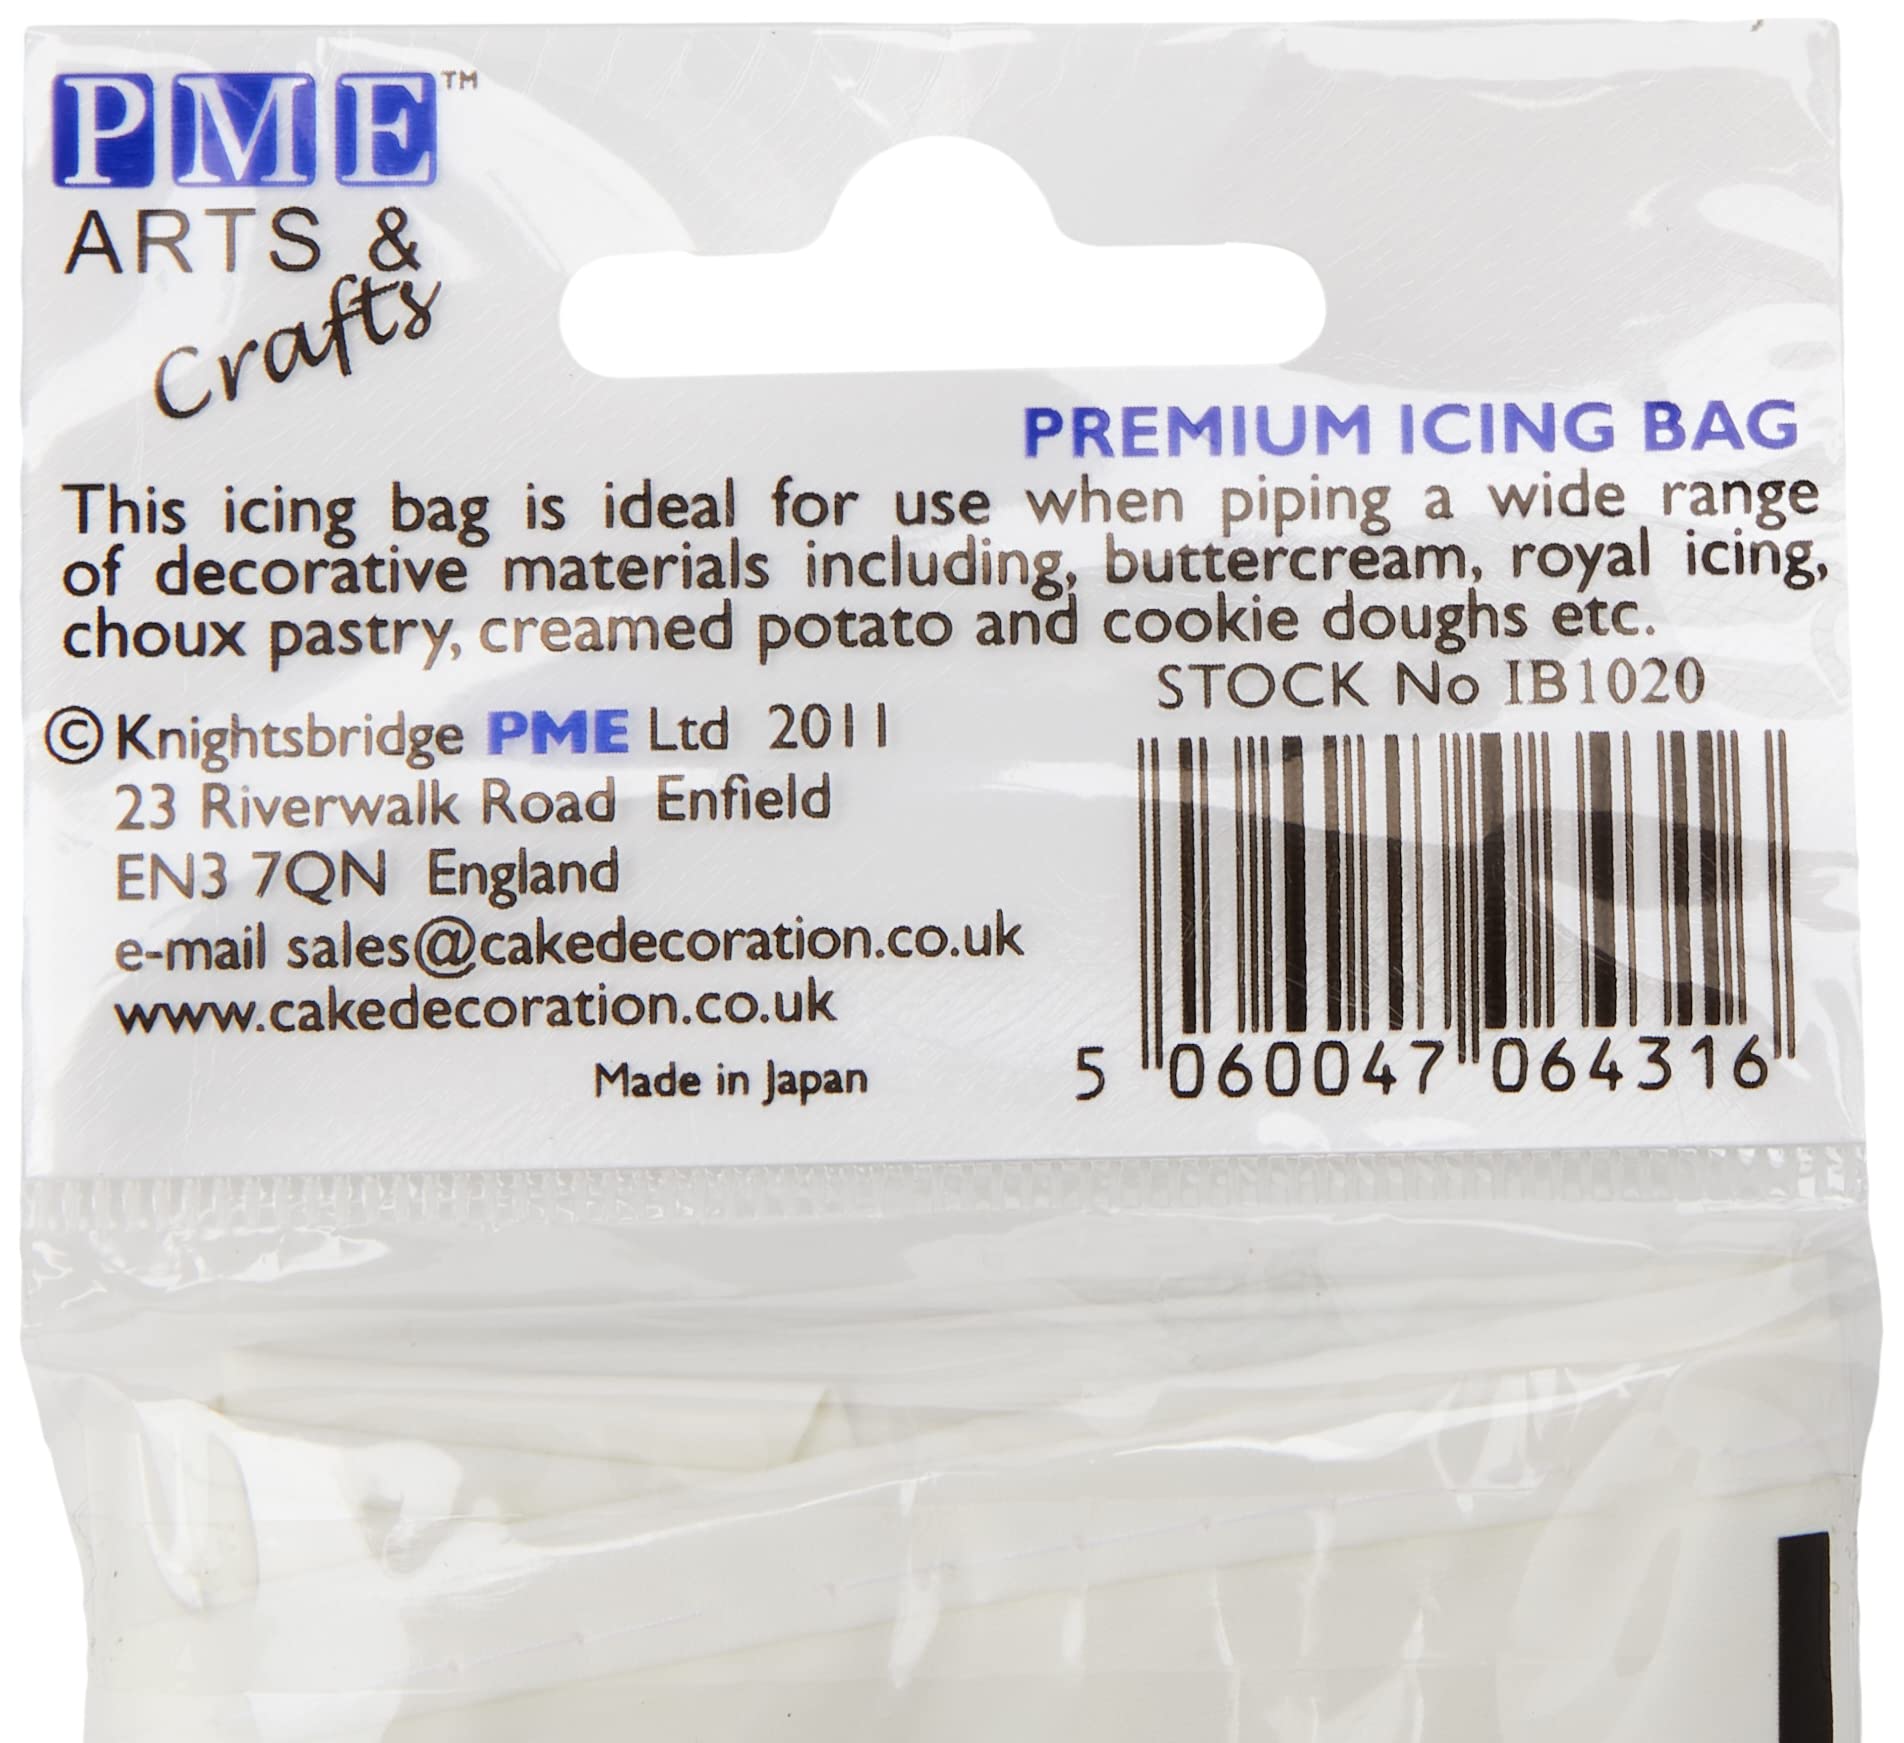 PME™
ARTS &
Crafts
PREMIUM ICING BAG
This icing bag is ideal for use when piping a wide range
of decorative materials including, buttercream, royal icing,
choux pastry, creamed potato and cookie doughs etc.
STOCK No IB1020
© Knightsbridge PME Ltd 2011
23 Riverwalk Road Enfield
EN3 7QN England
e-mail sales@cakedecoration.co.uk
www.cakedecoration.co.uk
Made in Japan
5 060047 064316